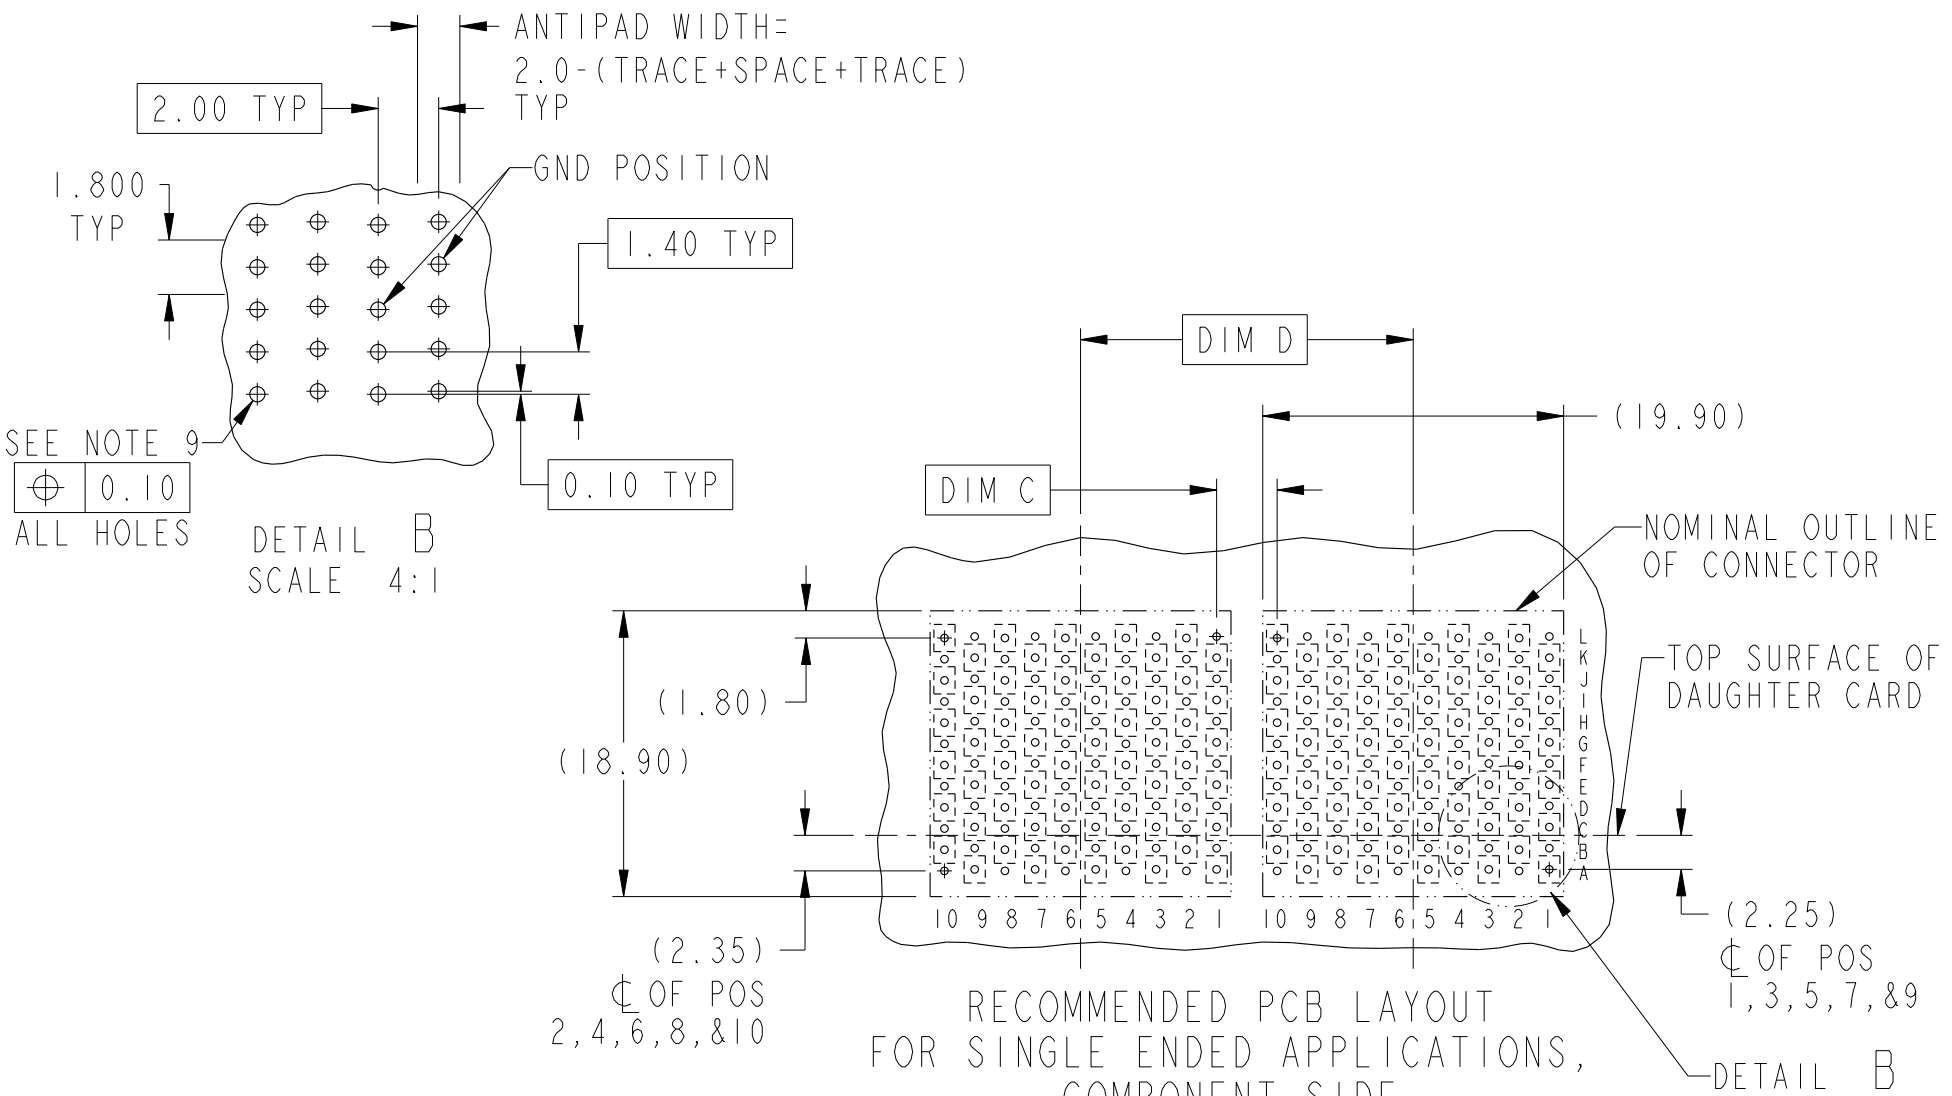 ANTIPAD WIDTH=
2.0-(TRACE+SPACE+TRACE)
TYP
2.00 TYP
GND POSITION
1.800
TYP
1.40 TYP
SEE NOTE 9
0.10
ALL HOLES
0.10 TYP
DETAIL B
SCALE 4:1
DIM D
(19.90)
DIM C
NOMINAL OUTLINE
OF CONNECTOR
TOP SURFACE OF
DAUGHTER CARD
(1.80)
(18.90)
L
K
J
I
H
G
F
E
D
C
B
A
10 9 8 7 6 5 4 3 2 1
10 9 8 7 6 5 4 3 2 1
(2.35)
℄ OF POS
2,4,6,8,&10
(2.25)
℄ OF POS
1,3,5,7,&9
RECOMMENDED PCB LAYOUT
FOR SINGLE ENDED APPLICATIONS,
COMPONENT SIDE
DETAIL B